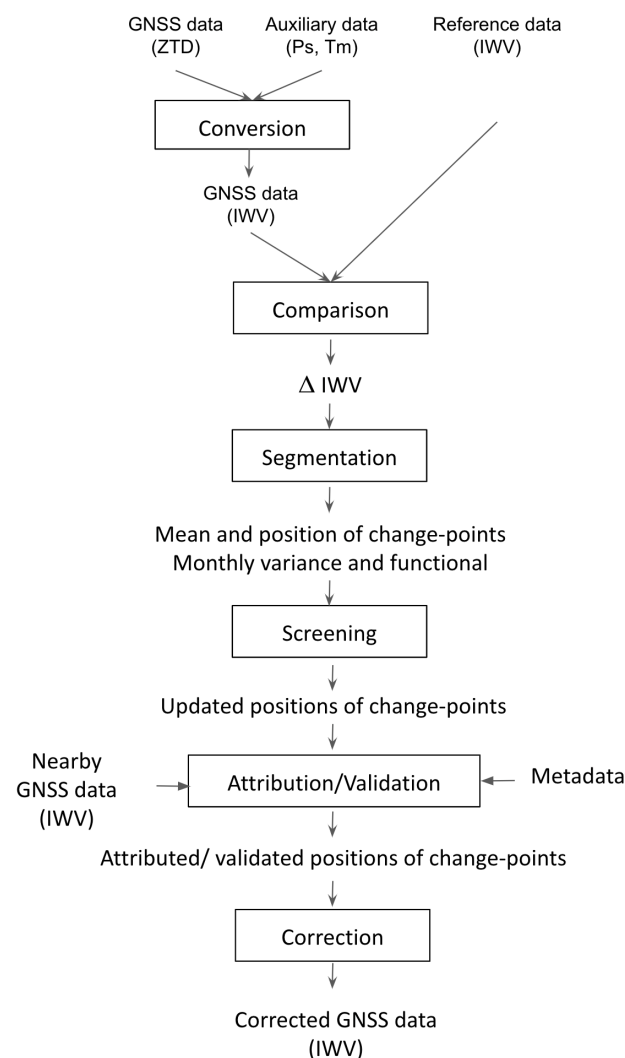 GNSS data
(ZTD)
Auxiliary data
(Ps, Tm)
Reference data
(IWV)
Conversion
GNSS data
(IWV)
Comparison
Δ IWV
Segmentation
Mean and position of change-points
Monthly variance and functional
Screening
Updated positions of change-points
Nearby
GNSS data
(IWV)
Attribution/Validation
Metadata
Attributed/ validated positions of change-points
Correction
Corrected GNSS data
(IWV)